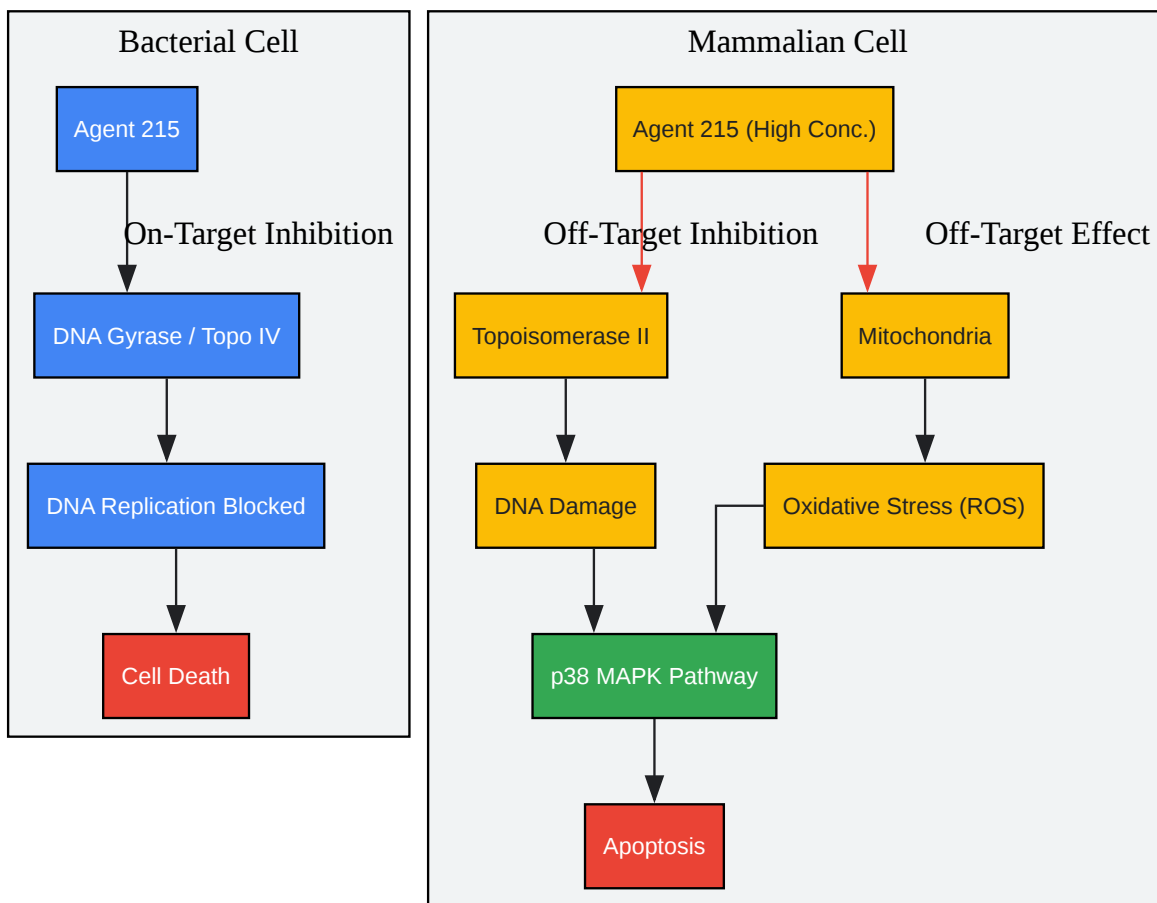 Bacterial Cell
Agent 215
On-Target Inhibition
DNA Gyrase / Topo IV
DNA Replication Blocked
Cell Death
Mammalian Cell
Agent 215 (High Conc.)
Off-Target Inhibition
Off-Target Effect
Topoisomerase II
Mitochondria
DNA Damage
Oxidative Stress (ROS)
p38 MAPK Pathway
Apoptosis